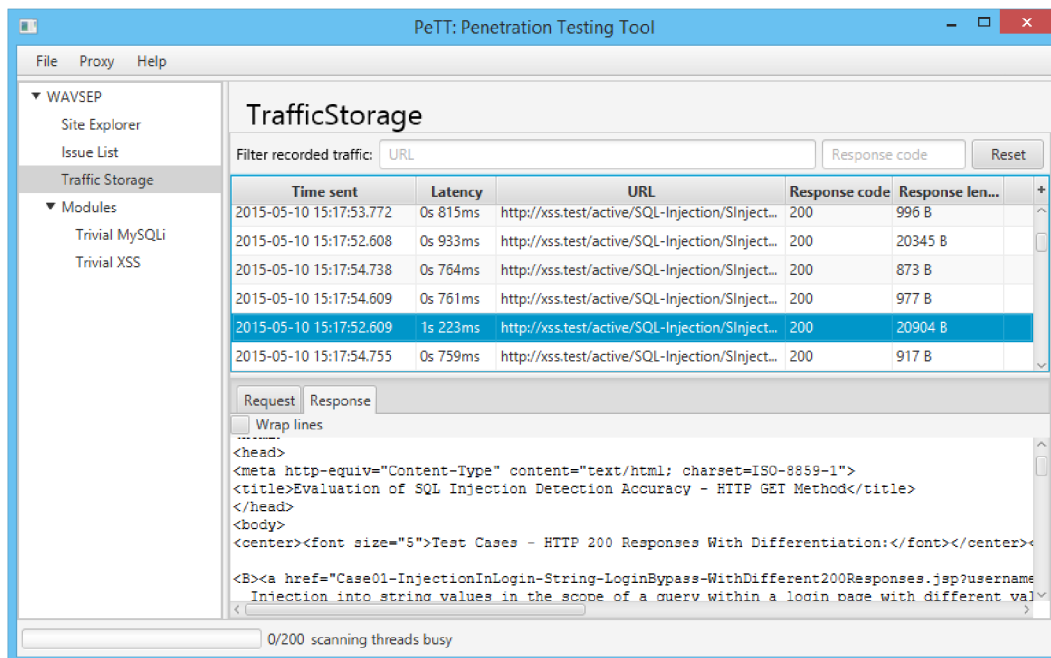 PeTT: Penetration Testing Tool
File Proxy Help
WAVSEP
Site Explorer
Issue List
Traffic Storage
Modules
Trivial MySQLi
Trivial XSS
TrafficStorage
Filter recorded traffic: URL Response code Reset
Time sent Latency URL Response code Response len... +
2015-05-10 15:17:53.772 0s 815ms http://xss.test/active/SQL-Injection/SInject... 200 996 B
2015-05-10 15:17:52.608 0s 933ms http://xss.test/active/SQL-Injection/SInject... 200 20345 B
2015-05-10 15:17:54.738 0s 764ms http://xss.test/active/SQL-Injection/SInject... 200 873 B
2015-05-10 15:17:54.609 0s 761ms http://xss.test/active/SQL-Injection/SInject... 200 977 B
2015-05-10 15:17:52.609 1s 223ms http://xss.test/active/SQL-Injection/SInject... 200 20904 B
2015-05-10 15:17:54.755 0s 759ms http://xss.test/active/SQL-Injection/SInject... 200 917 B
Request Response
Wrap lines
<head>
<meta http-equiv="Content-Type" content="text/html; charset=ISO-8859-1">
<title>Evaluation of SQL Injection Detection Accuracy - HTTP GET Method</title>
</head>
<body>
<center><font size="5">Test Cases - HTTP 200 Responses With Differentiation:</font></center><
<B><a href="Case01-InjectionInLogin-String-LoginBypass-WithDifferent200Responses.jsp?username
Injection into string values in the scope of a query within a login page with different val
0/200 scanning threads busy